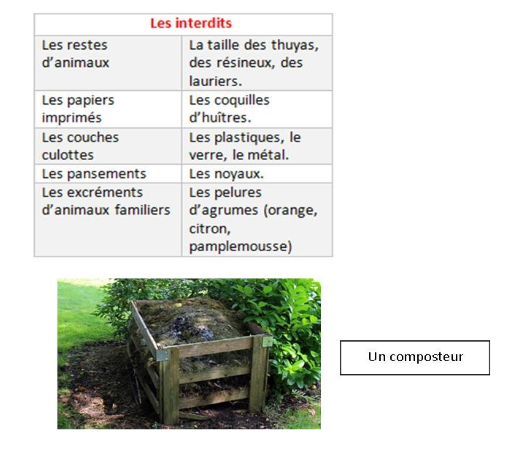 Les interdits
Les restes
d'animaux
La taille des thuyas,
des résineux, des
lauriers.
Les papiers
imprimés
Les coquilles
d'huîtres.
Les couches
culottes
Les plastiques, le
verre, le métal.
Les pansements
Les noyaux.
Les excréments
d'animaux familiers
Les pelures
d'agrumes (orange,
citron,
pamplemousse)
Un composteur